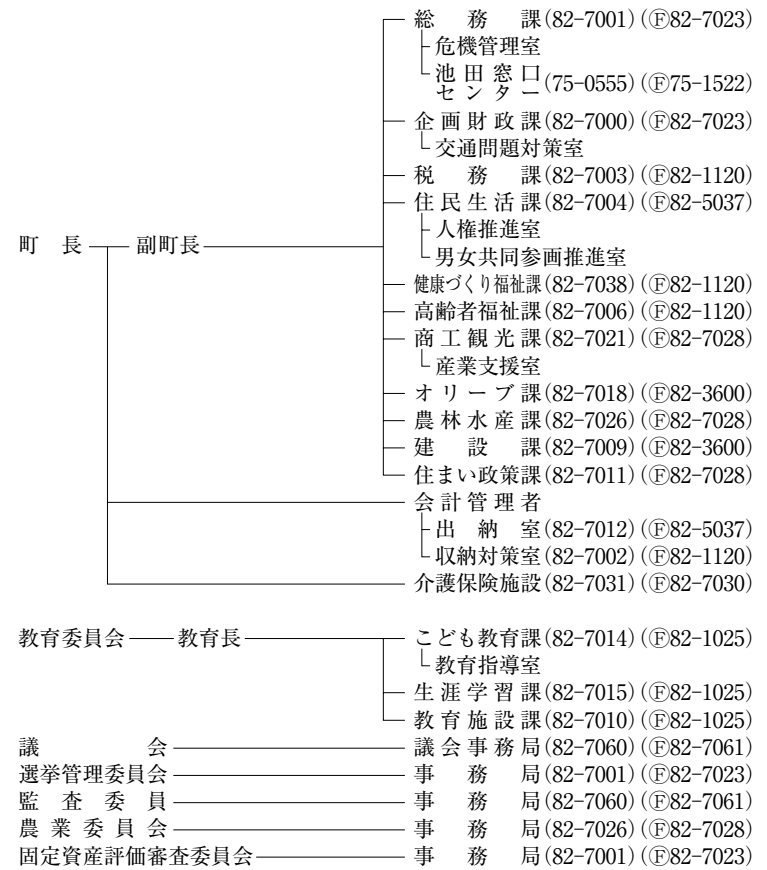 総務課(82-7001)(Ⓕ82-7023)
危機管理室
池田窓口センター(75-0555)(Ⓕ75-1522)
企画財政課(82-7000)(Ⓕ82-7023)
交通問題対策室
税務課(82-7003)(Ⓕ82-1120)
住民生活課(82-7004)(Ⓕ82-5037)
人権推進室
町長 副町長
男女共同参画推進室
健康づくり福祉課(82-7038)(Ⓕ82-1120)
高齢者福祉課(82-7006)(Ⓕ82-1120)
商工観光課(82-7021)(Ⓕ82-7028)
産業支援室
オリーブ課(82-7018)(Ⓕ82-3600)
農林水産課(82-7026)(Ⓕ82-7028)
建設課(82-7009)(Ⓕ82-3600)
住まい政策課(82-7011)(Ⓕ82-7028)
会計管理者
出納室(82-7012)(Ⓕ82-5037)
収納対策室(82-7002)(Ⓕ82-1120)
介護保険施設(82-7031)(Ⓕ82-7030)
教育委員会 教育長 こども教育課(82-7014)(Ⓕ82-1025)
教育指導室
生涯学習課(82-7015)(Ⓕ82-1025)
教育施設課(82-7010)(Ⓕ82-1025)
議会 議会事務局(82-7060)(Ⓕ82-7061)
選挙管理委員会 事務局(82-7001)(Ⓕ82-7023)
監査委員 事務局(82-7060)(Ⓕ82-7061)
農業委員会 事務局(82-7026)(Ⓕ82-7028)
固定資産評価審査委員会 事務局(82-7001)(Ⓕ82-7023)